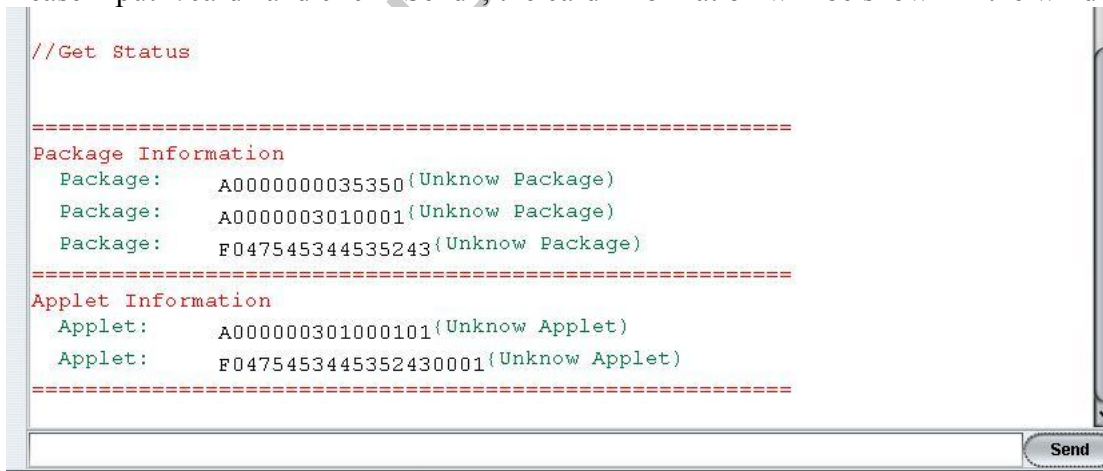 //Get Status
=========================================================
Package Information
Package: A0000000035350(Unknow Package)
Package: A0000003010001(Unknow Package)
Package: F047545344535243(Unknow Package)
=========================================================
Applet Information
Applet: A000000301000101(Unknow Applet)
Applet: F0475453445352430001(Unknow Applet)
=========================================================
Send